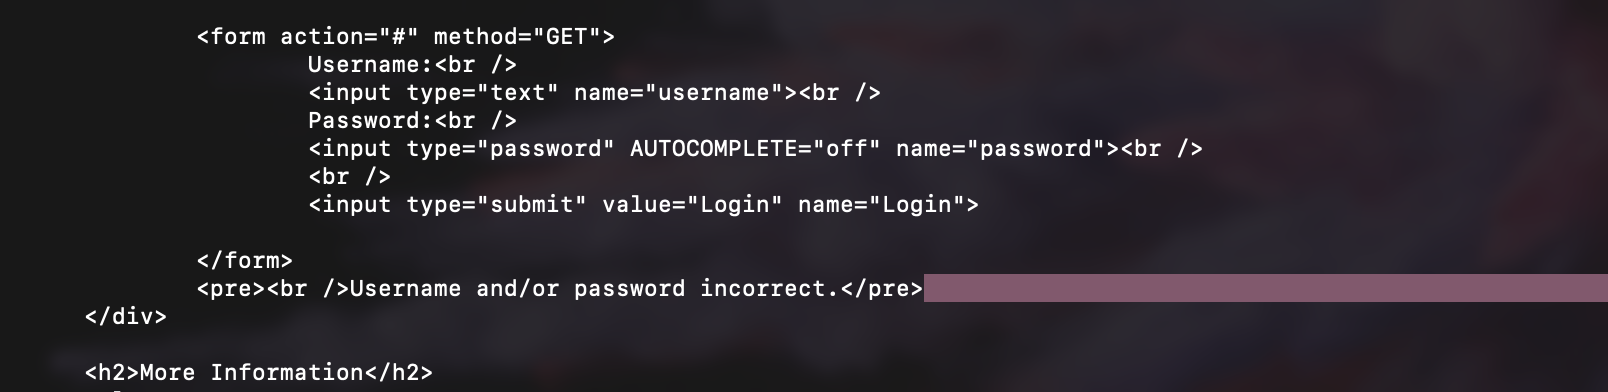 <form action="#" method="GET">
Username:<br />
<input type="text" name="username"><br />
Password:<br />
<input type="password" AUTOCOMPLETE="off" name="password"><br />
<br />
<input type="submit" value="Login" name="Login">
</form>
<pre><br />Username and/or password incorrect.</pre>
</div>
<h2>More Information</h2>